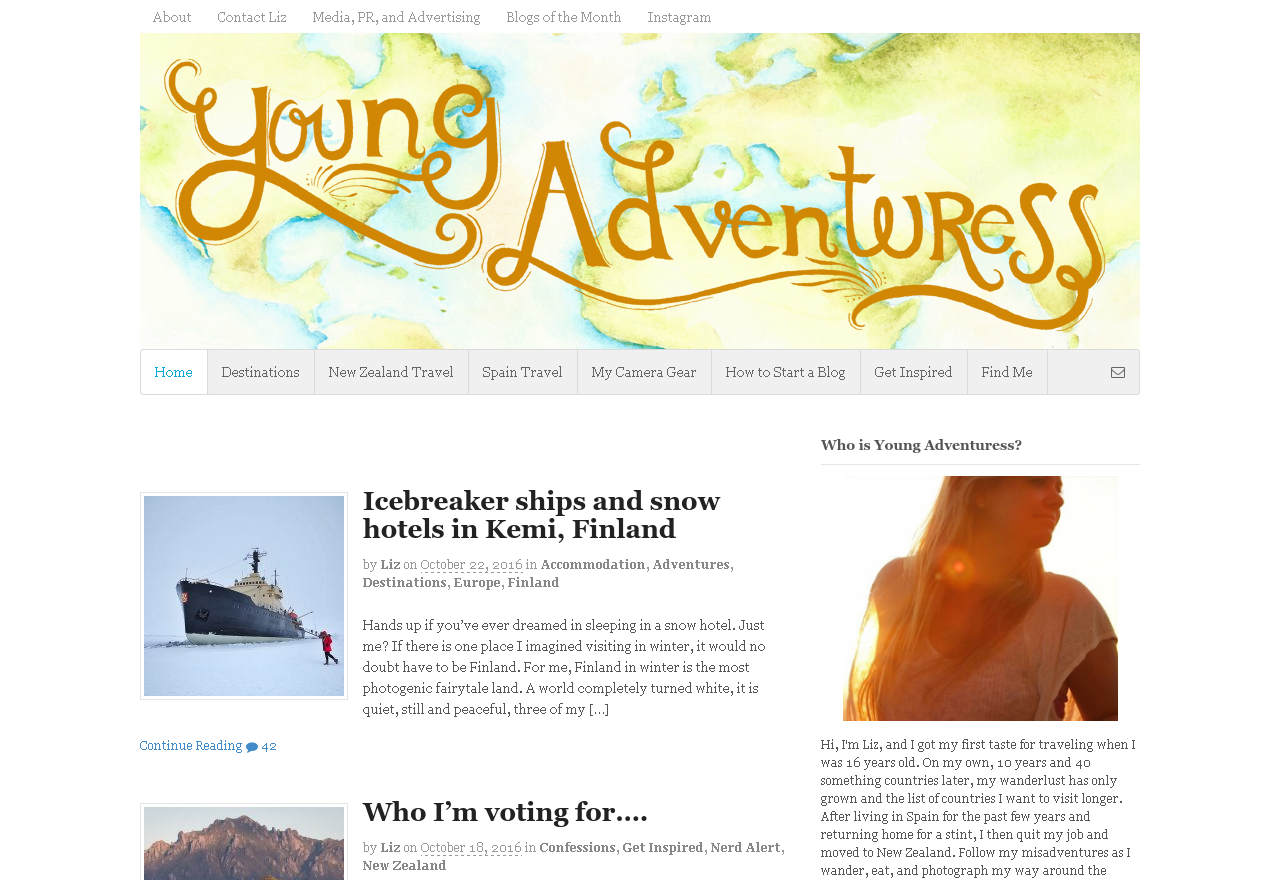 About Contact Liz Media, PR, and Advertising Blogs of the Month Instagram
Young Adventuress
Home Destinations New Zealand Travel Spain Travel My Camera Gear How to Start a Blog Get Inspired Find Me
Icebreaker ships and snow
hotels in Kemi, Finland
by Liz on October 22, 2016 in Accommodation, Adventures,
Destinations, Europe, Finland
Hands up if you’ve ever dreamed in sleeping in a snow hotel. Just
me? If there is one place I imagined visiting in winter, it would no
doubt have to be Finland. For me, Finland in winter is the most
photogenic fairytale land. A world completely turned white, it is
quiet, still and peaceful, three of my [...]
Continue Reading 42
Who I’m voting for....
by Liz on October 18, 2016 in Confessions, Get Inspired, Nerd Alert,
New Zealand
Who is Young Adventuress?
Hi, I'm Liz, and I got my first taste for traveling when I
was 16 years old. On my own, 10 years and 40
something countries later, my wanderlust has only
grown and the list of countries I want to visit longer.
After living in Spain for the past few years and
returning home for a stint, I then quit my job and
moved to New Zealand. Follow my misadventures as I
wander, eat, and photograph my way around the